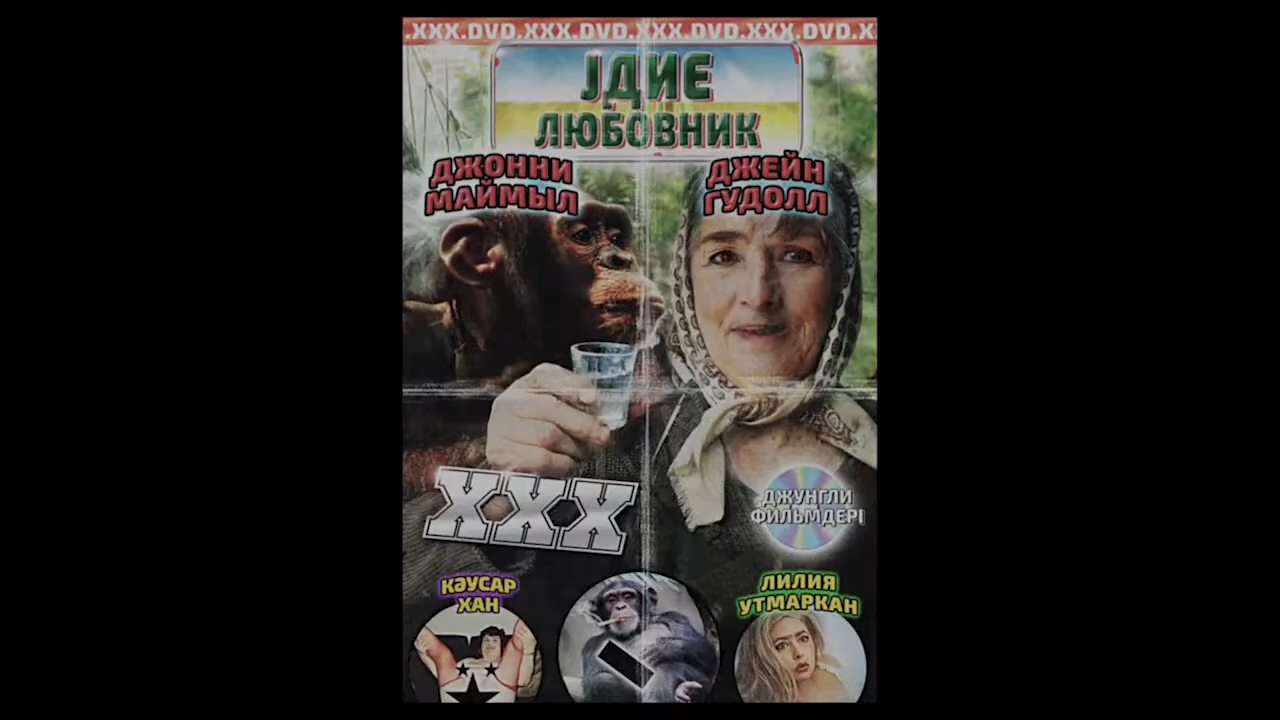 .XXX.DVD.XXX.DVD.XXX.DVD.XXX.DVD.X
ЈДИЄ
ЛЮБОВНИК
ДЖОННИ
МАЙМЫЛ
ДЖЕЙН
ГУДОЛЛ
XXX
ДЖУНГЛИ
ФИЛЬМДЕРІ
КӘУСАР
ХАН
ЛИЛИЯ
УТМАРКАН